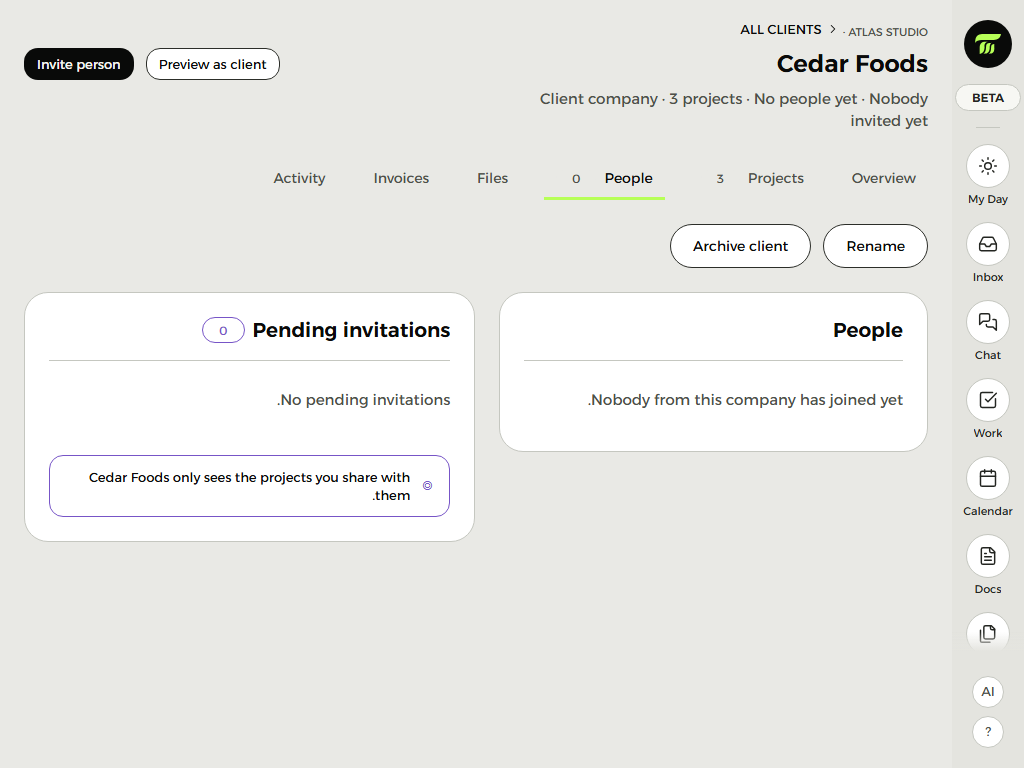 ALL CLIENTS > · ATLAS STUDIO
Cedar Foods
Client company · 3 projects · No people yet · Nobody
invited yet
Invite person
Preview as client
Overview
Projects 3
People 0
Files
Invoices
Activity
Rename
Archive client
People
.Nobody from this company has joined yet
Pending invitations 0
.No pending invitations
Cedar Foods only sees the projects you share with
.them
BETA
My Day
Inbox
Chat
Work
Calendar
Docs
AI
?